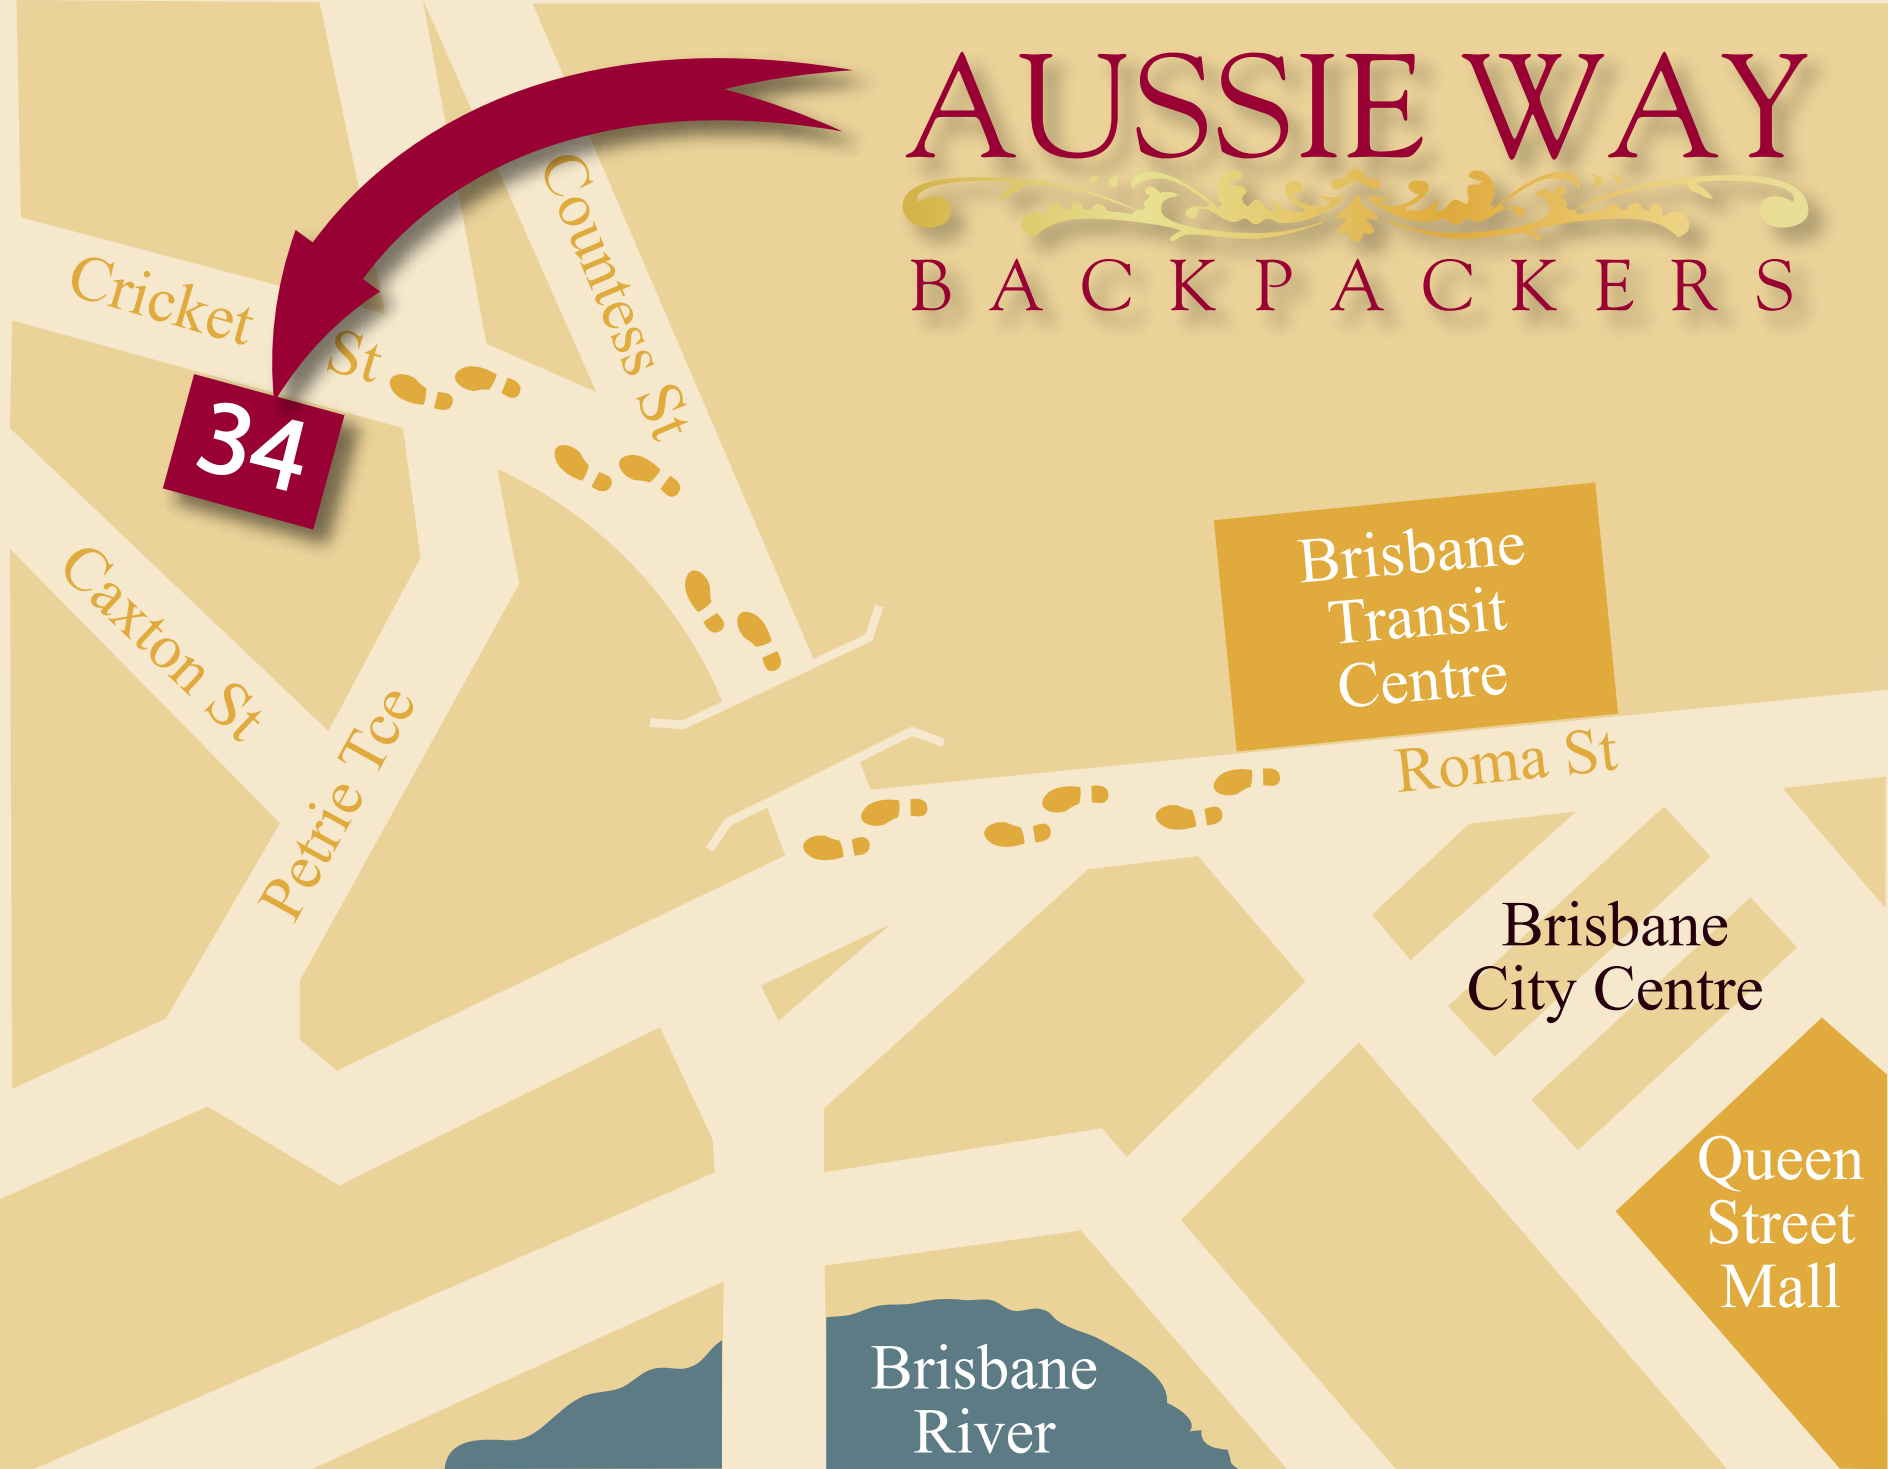 AUSSIE WAY
BACKPACKERS
Countess St
Cricket St
34
Caxton St
Petrie Tce
Brisbane
Transit
Centre
Roma St
Brisbane
City Centre
Queen
Street
Mall
Brisbane
River